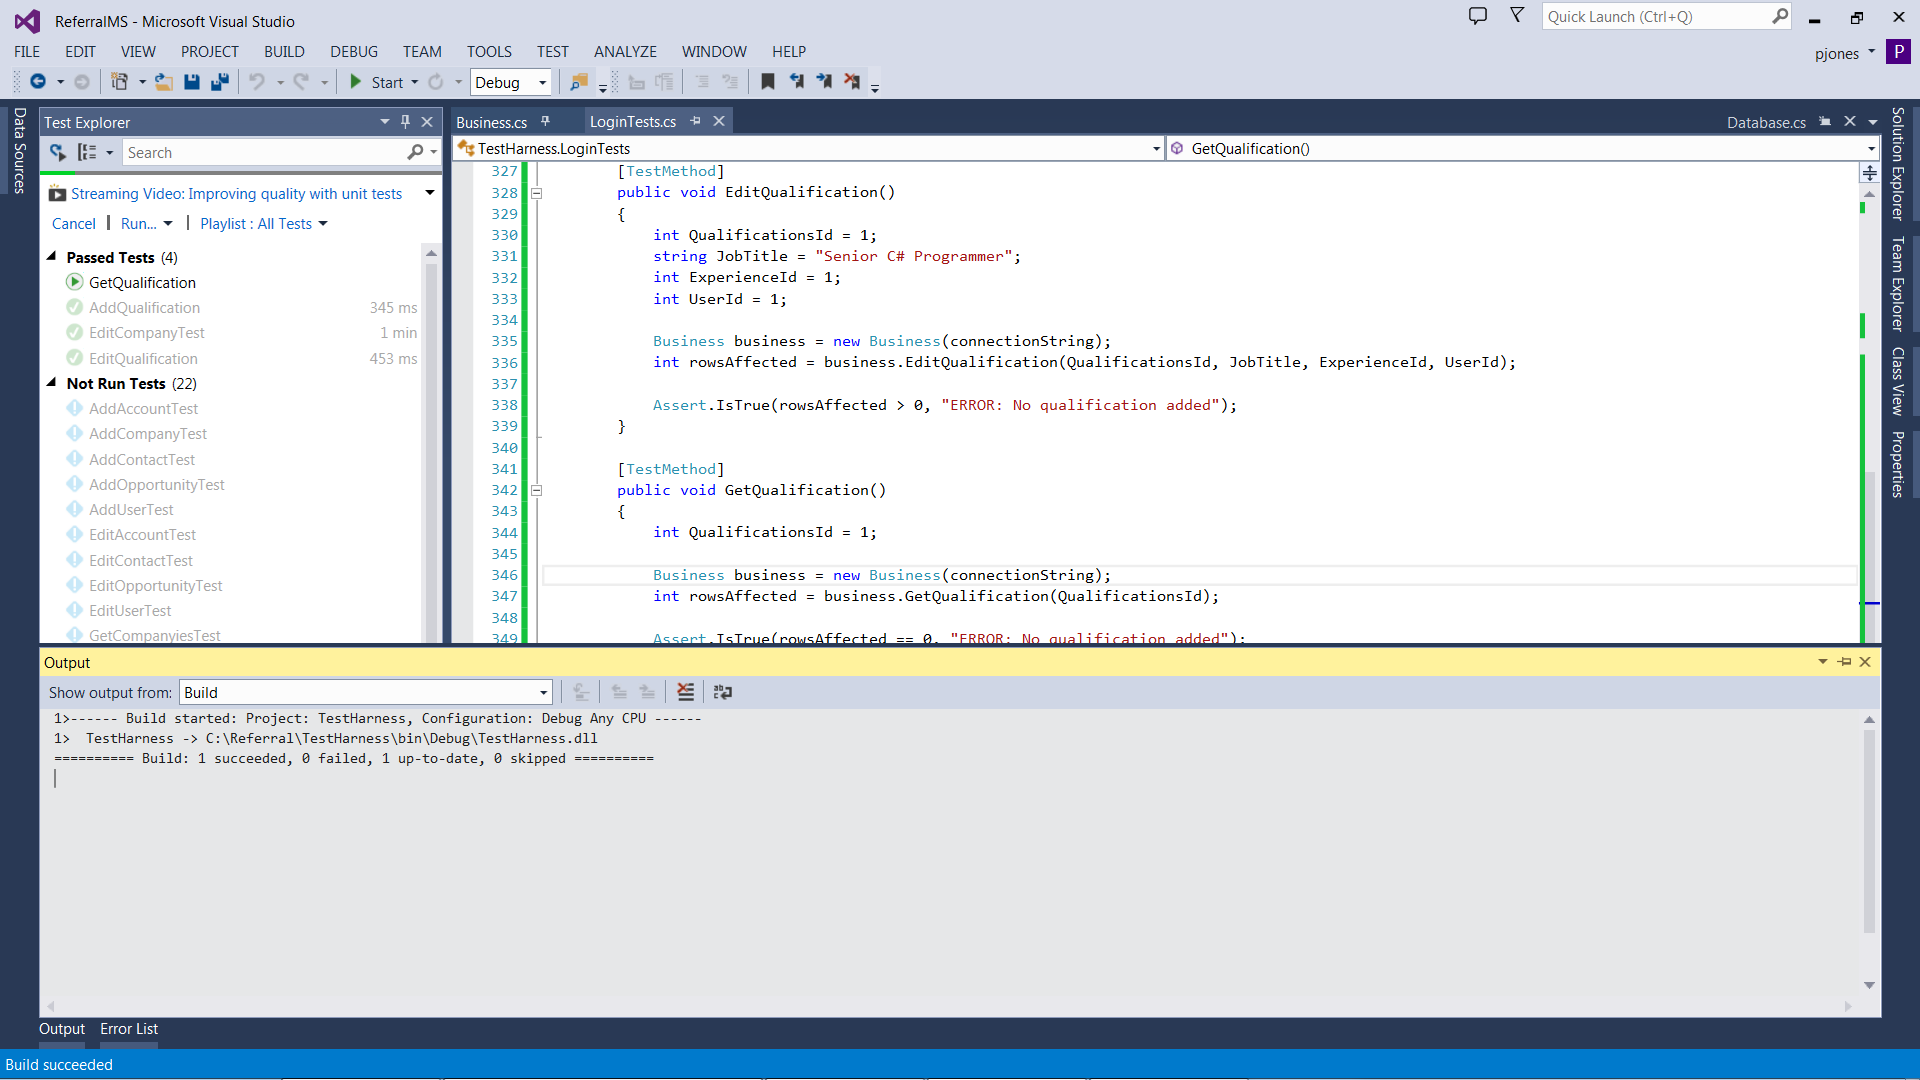 ReferralMS - Microsoft Visual Studio
Quick Launch (Ctrl+Q)
FILE EDIT VIEW PROJECT BUILD DEBUG TEAM TOOLS TEST ANALYZE WINDOW HELP
pjones P
Start Debug
Data Sources
Test Explorer
Search
Streaming Video: Improving quality with unit tests
Cancel | Run... | Playlist : All Tests
Passed Tests (4)
GetQualification
AddQualification 345 ms
EditCompanyTest 1 min
EditQualification 453 ms
Not Run Tests (22)
AddAccountTest
AddCompanyTest
AddContactTest
AddOpportunityTest
AddUserTest
EditAccountTest
EditContactTest
EditOpportunityTest
EditUserTest
GetCompanyiesTest
Business.cs LoginTests.cs Database.cs
TestHarness.LoginTests GetQualification()
327 [TestMethod]
328 public void EditQualification()
329 {
330 int QualificationsId = 1;
331 string JobTitle = "Senior C# Programmer";
332 int ExperienceId = 1;
333 int UserId = 1;
334
335 Business business = new Business(connectionString);
336 int rowsAffected = business.EditQualification(QualificationsId, JobTitle, ExperienceId, UserId);
337
338 Assert.IsTrue(rowsAffected > 0, "ERROR: No qualification added");
339 }
340
341 [TestMethod]
342 public void GetQualification()
343 {
344 int QualificationsId = 1;
345
346 Business business = new Business(connectionString);
347 int rowsAffected = business.GetQualification(QualificationsId);
348
349 Assert.IsTrue(rowsAffected == 0, "ERROR: No qualification added");
Solution Explorer
Team Explorer
Class View
Properties
Output
Show output from: Build
1>------ Build started: Project: TestHarness, Configuration: Debug Any CPU ------
1> TestHarness -> C:\Referral\TestHarness\bin\Debug\TestHarness.dll
========== Build: 1 succeeded, 0 failed, 1 up-to-date, 0 skipped ==========
Output Error List
Build succeeded